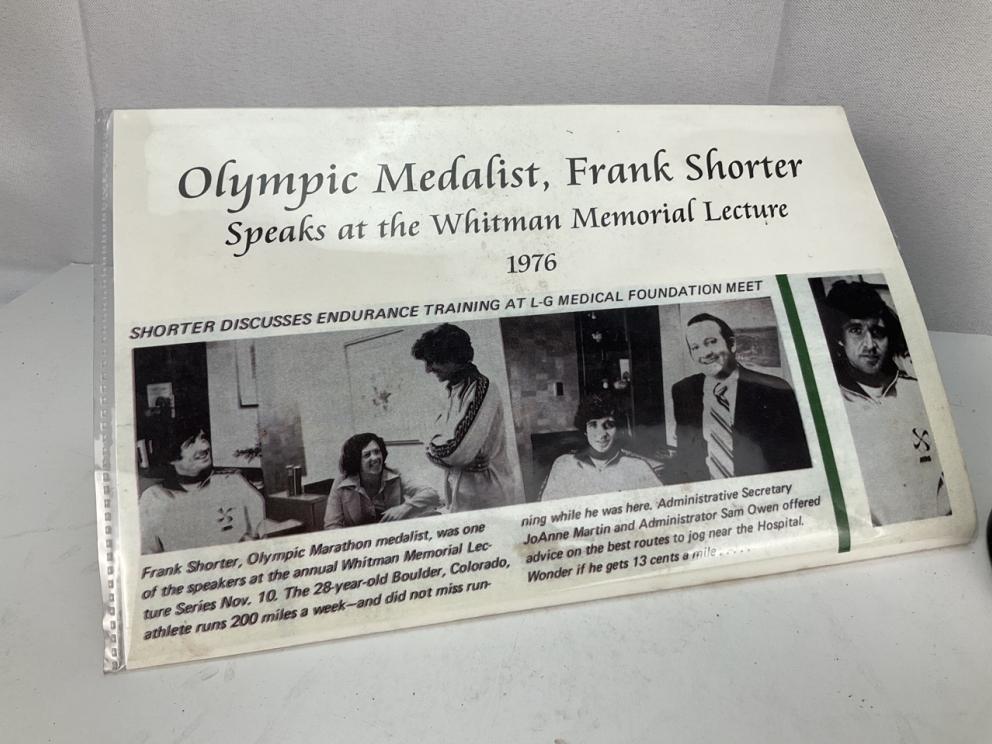 Olympic Medalist, Frank Shorter
Speaks at the Whitman Memorial Lecture
1976
SHORTER DISCUSSES ENDURANCE TRAINING AT L-G MEDICAL FOUNDATION MEET
Frank Shorter, Olympic Marathon medalist, was one
of the speakers at the annual Whitman Memorial Lec-
ture Series Nov. 10. The 28-year-old Boulder, Colorado,
athlete runs 200 miles a week—and did not miss run-
ning while he was here. Administrative Secretary
JoAnne Martin and Administrator Sam Owen offered
advice on the best routes to jog near the Hospital.
Wonder if he gets 13 cents a mile . . . . .